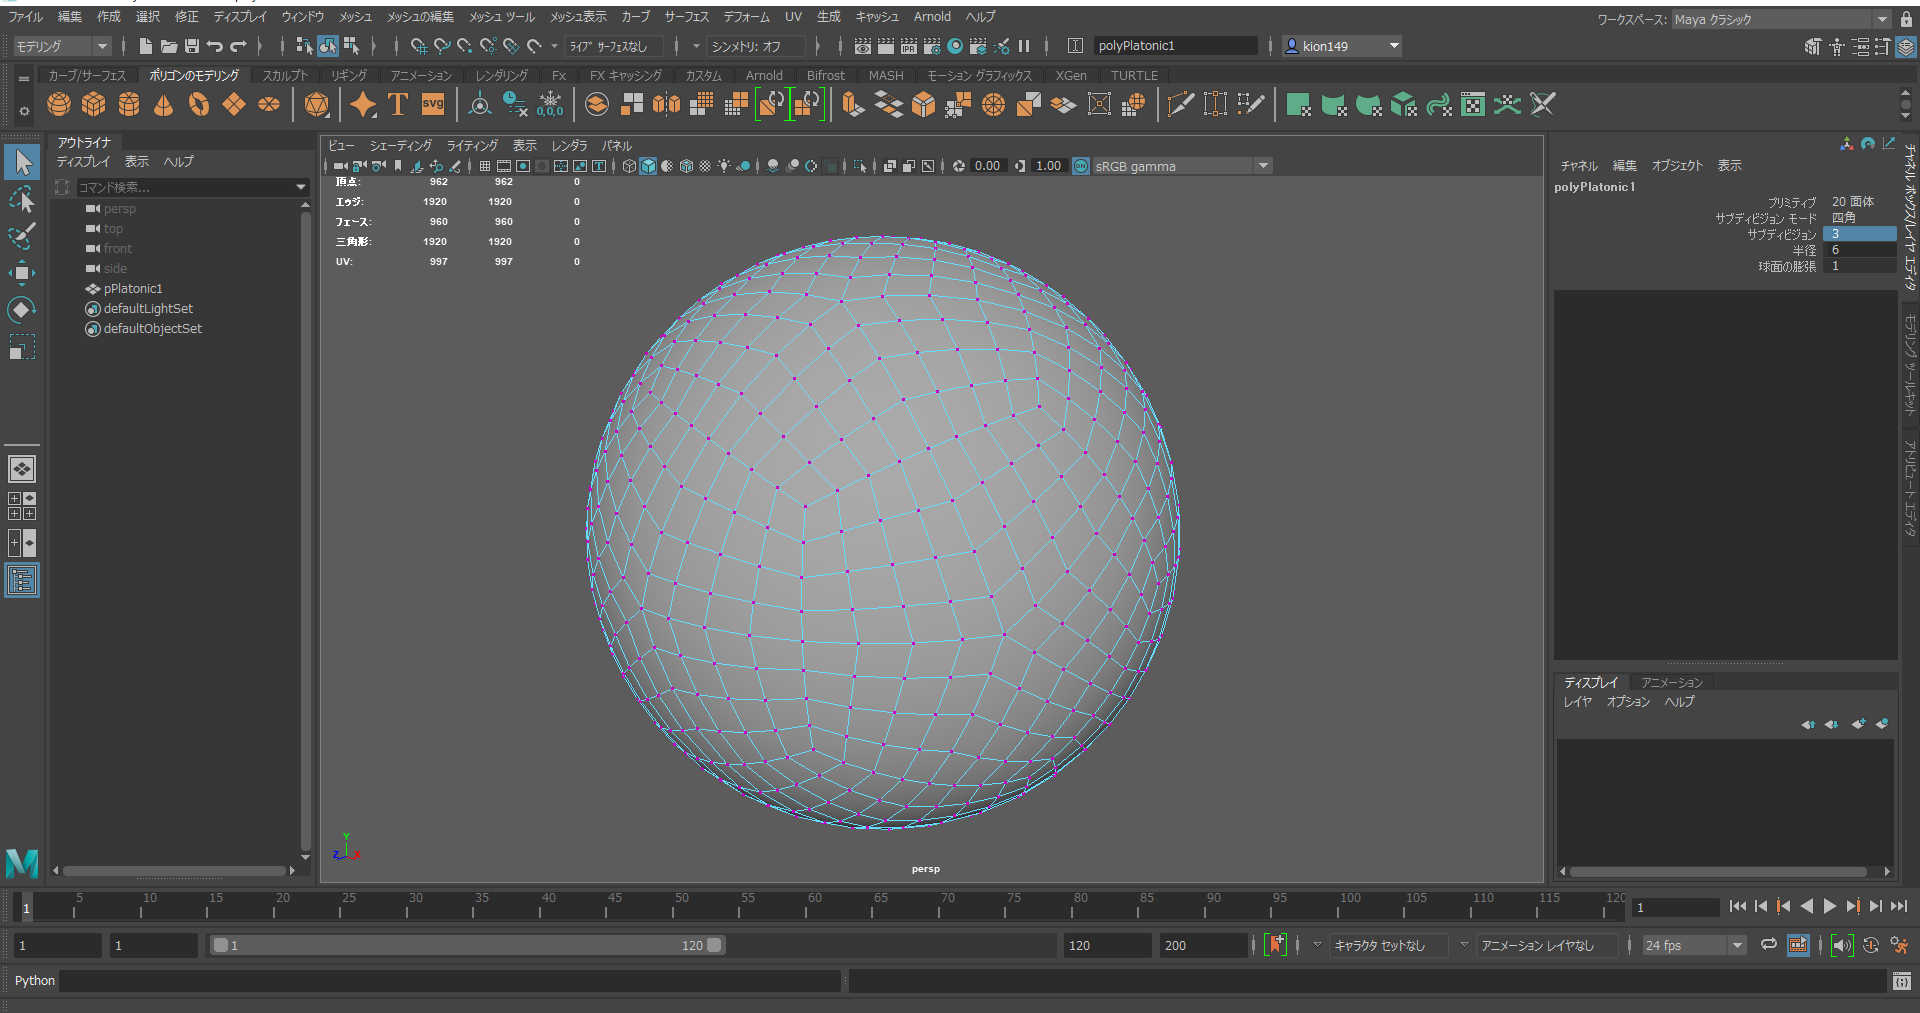 ファイル 編集 作成 選択 修正 ディスプレイ ウィンドウ メッシュ メッシュの編集 メッシュ ツール メッシュ表示 カーブ サーフェス デフォーム UV 生成 キャッシュ Arnold ヘルプ
ワークスペース: Maya クラシック
モデリング ライブ サーフェスなし シンメトリ: オフ IPR polyPlatonic1 kion149
カーブ/サーフェス ポリゴンのモデリング スカルプト リギング アニメーション レンダリング Fx FX キャッシング カスタム Arnold Bifrost MASH モーション グラフィックス XGen TURTLE
T svg 0,0,0
アウトライナ
ディスプレイ 表示 ヘルプ
コマンド検索...
persp
top
front
side
pPlatonic1
defaultLightSet
defaultObjectSet
ビュー シェーディング ライティング 表示 レンダラ パネル
0.00 1.00 ON sRGB gamma
頂点: 962 962 0
エッジ: 1920 1920 0
フェース: 960 960 0
三角形: 1920 1920 0
UV: 997 997 0
Y
Z X
persp
チャネル 編集 オブジェクト 表示
polyPlatonic1
プリミティブ 20 面体
サブディビジョン モード 四角
サブディビジョン 3
半径 6
球面の膨張 1
チャネル ボックス/レイヤ エディタ
モデリング ツールキット
アトリビュート エディタ
ディスプレイ アニメーション
レイヤ オプション ヘルプ
1 5 10 15 20 25 30 35 40 45 50 55 60 65 70 75 80 85 90 95 100 105 110 115 120
1
1 1 1 120 120 200 キャラクタ セットなし アニメーション レイヤなし 24 fps
Python